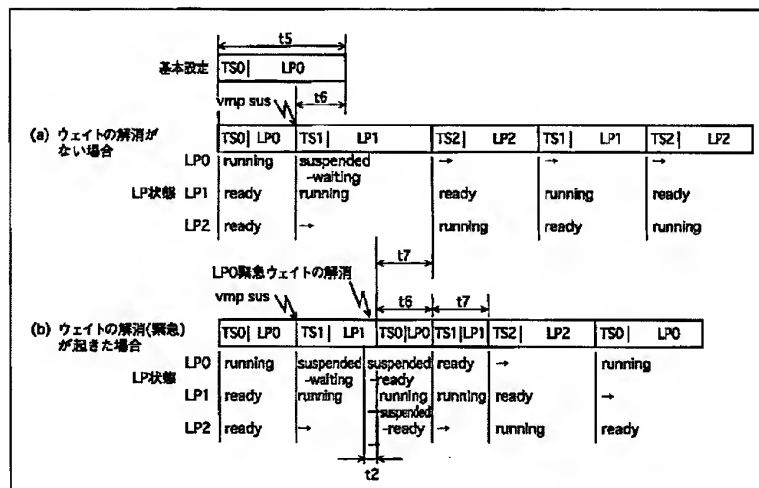 t5
基本設定 TS0 LP0
vmp sus t6
(a) ウェイトの解消が
ない場合
TS0 LP0 TS1 LP1 TS2 LP2 TS1 LP1 TS2 LP2
LP0 running suspended → → →
-waiting
LP状態 LP1 ready running ready running ready
LP2 ready → running ready running
t7
LP0緊急ウェイトの解消
vmp sus t6 t7
(b) ウェイトの解消(緊急)
が起きた場合
TS0 LP0 TS1 LP1 TS0 LP0 TS1 LP1 TS2 LP2 TS0 LP0
LP0 running suspended suspended ready → running
LP状態 -waiting -ready
LP1 ready running running running ready →
suspended
LP2 ready → -ready → running ready
t2